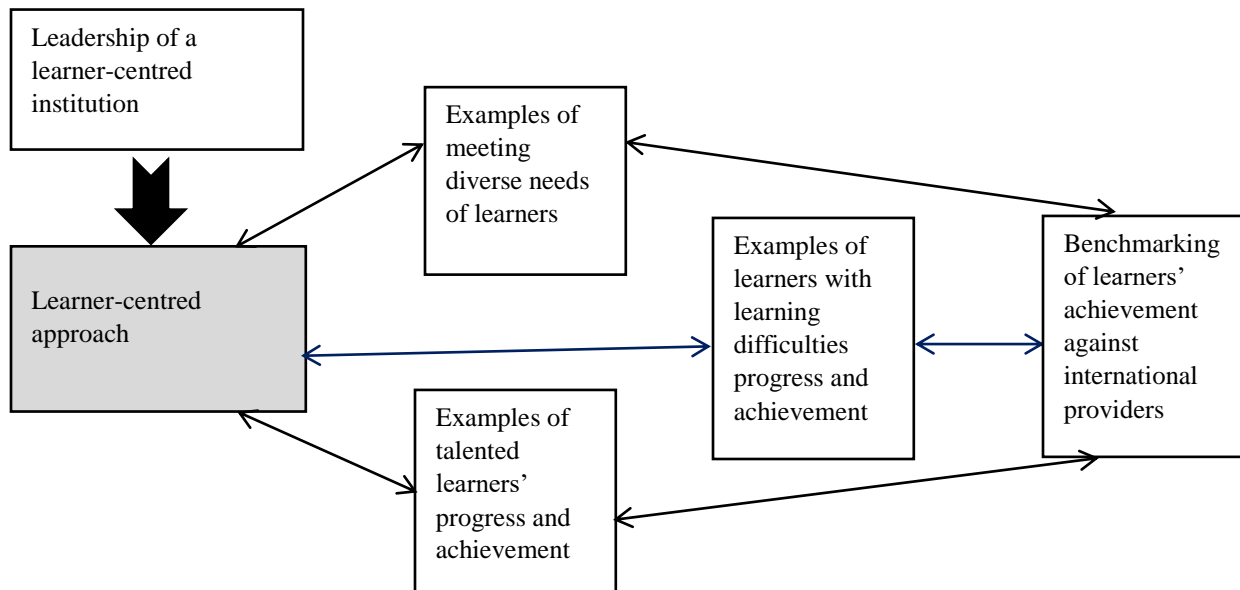 Leadership of a
learner-centred
institution
Examples of
meeting
diverse needs
of learners
Learner-centred
approach
Examples of
learners with
learning
difficulties
progress and
achievement
Benchmarking
of learners’
achievement
against
international
providers
Examples of
talented
learners’
progress and
achievement